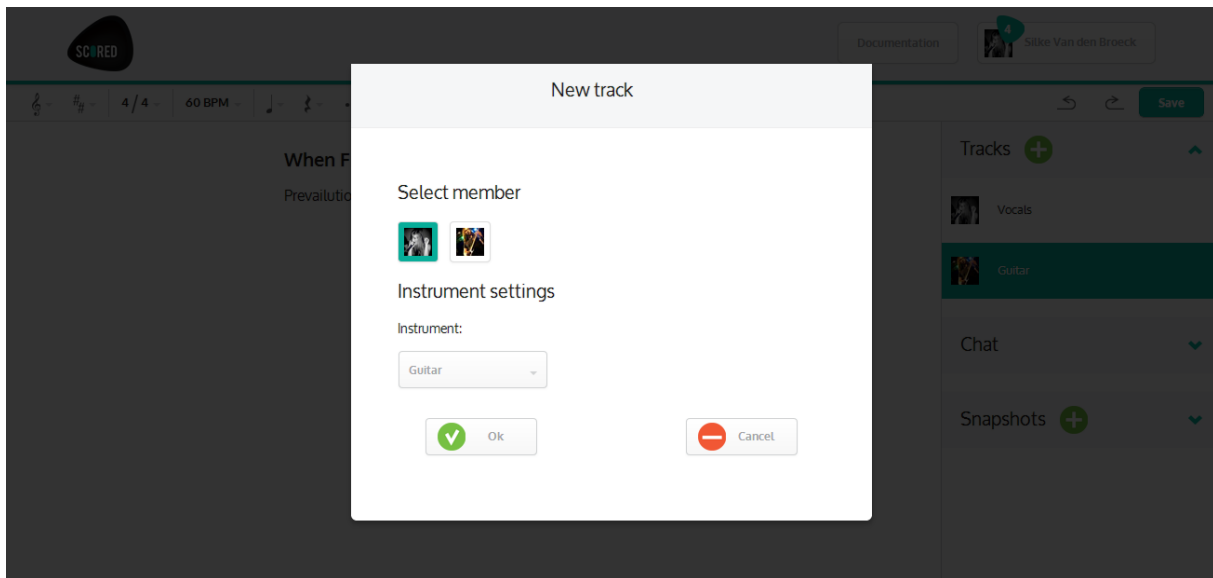 SCORED
Documentation
4
Silke Van den Broeck
4/4
60 BPM
Save
When F
Prevailutio
New track
Select member
Instrument settings
Instrument:
Guitar
Ok
Cancel
Tracks
Vocals
Guitar
Chat
Snapshots